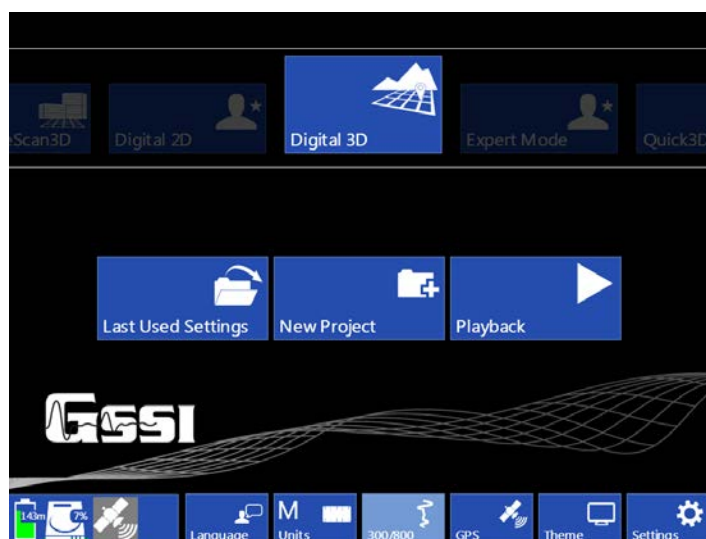 eScan3D
Digital 2D
Digital 3D
Expert Mode
Quick3D
Last Used Settings
New Project
Playback
GSSI
143m
7%
Language
M
Units
300/800
GPS
Theme
Settings